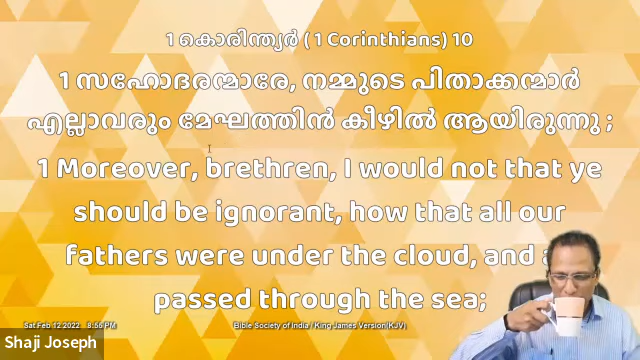 1 കൊരിന്ത്യർ ( 1 Corinthians) 10
1 സഹോദരന്മാരേ, നമ്മുടെ പിതാക്കന്മാർ
എല്ലാവരും മേഘത്തിൻ കീഴിൽ ആയിരുന്നു ;
1 Moreover, brethren, I would not that ye
should be ignorant, how that all our
fathers were under the cloud, and
passed through the sea;
Sat.Feb 12 2022 8:55 PM
Bible Society of India / King James Version(KJV)
Shaji Joseph